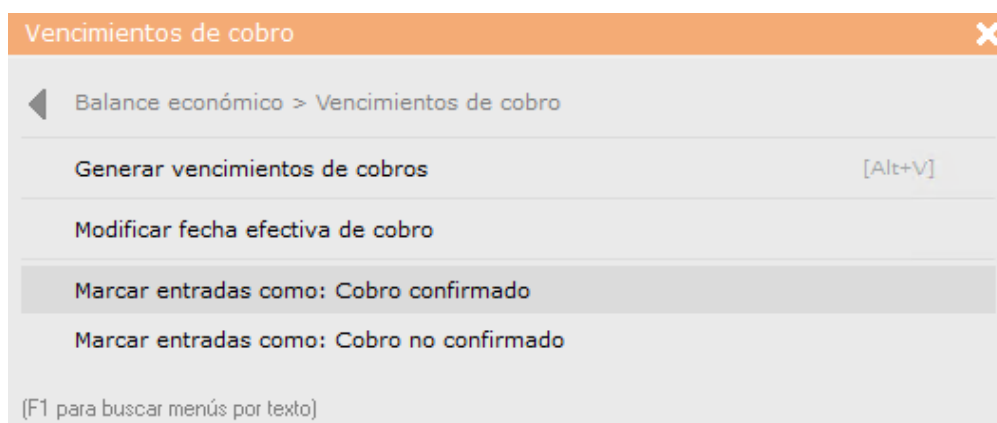 Vencimientos de cobro
Balance económico > Vencimientos de cobro
Generar vencimientos de cobros [Alt+V]
Modificar fecha efectiva de cobro
Marcar entradas como: Cobro confirmado
Marcar entradas como: Cobro no confirmado
(F1 para buscar menús por texto)